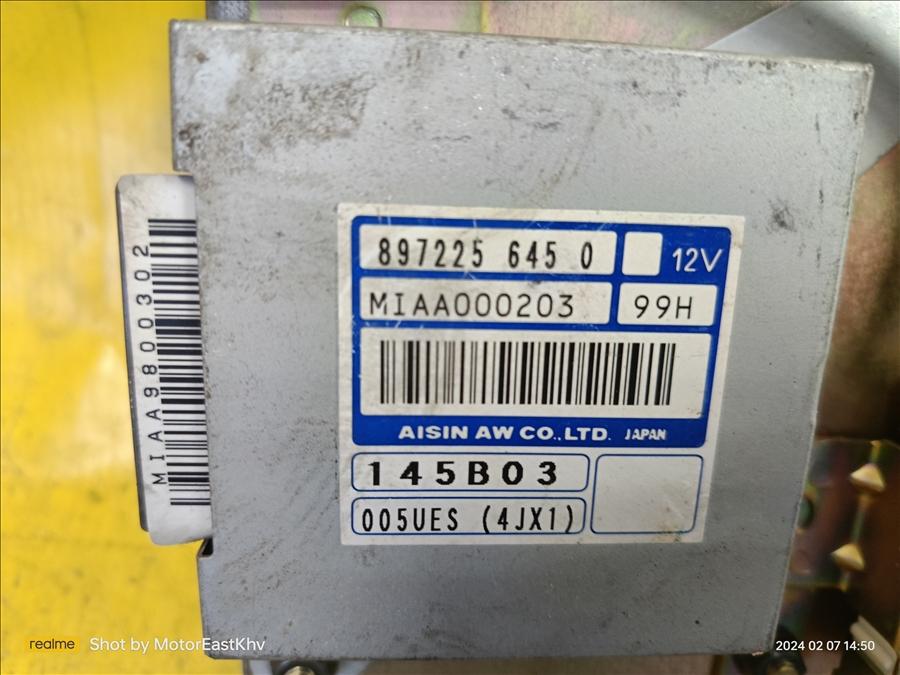 897225 645 0
12V
MIAA000203
99H
AISIN AW CO.,LTD. JAPAN
145B03
005UES (4JX1)
MIAA9800302
realme
Shot by MotorEastKhv
2024 02 07 14:50